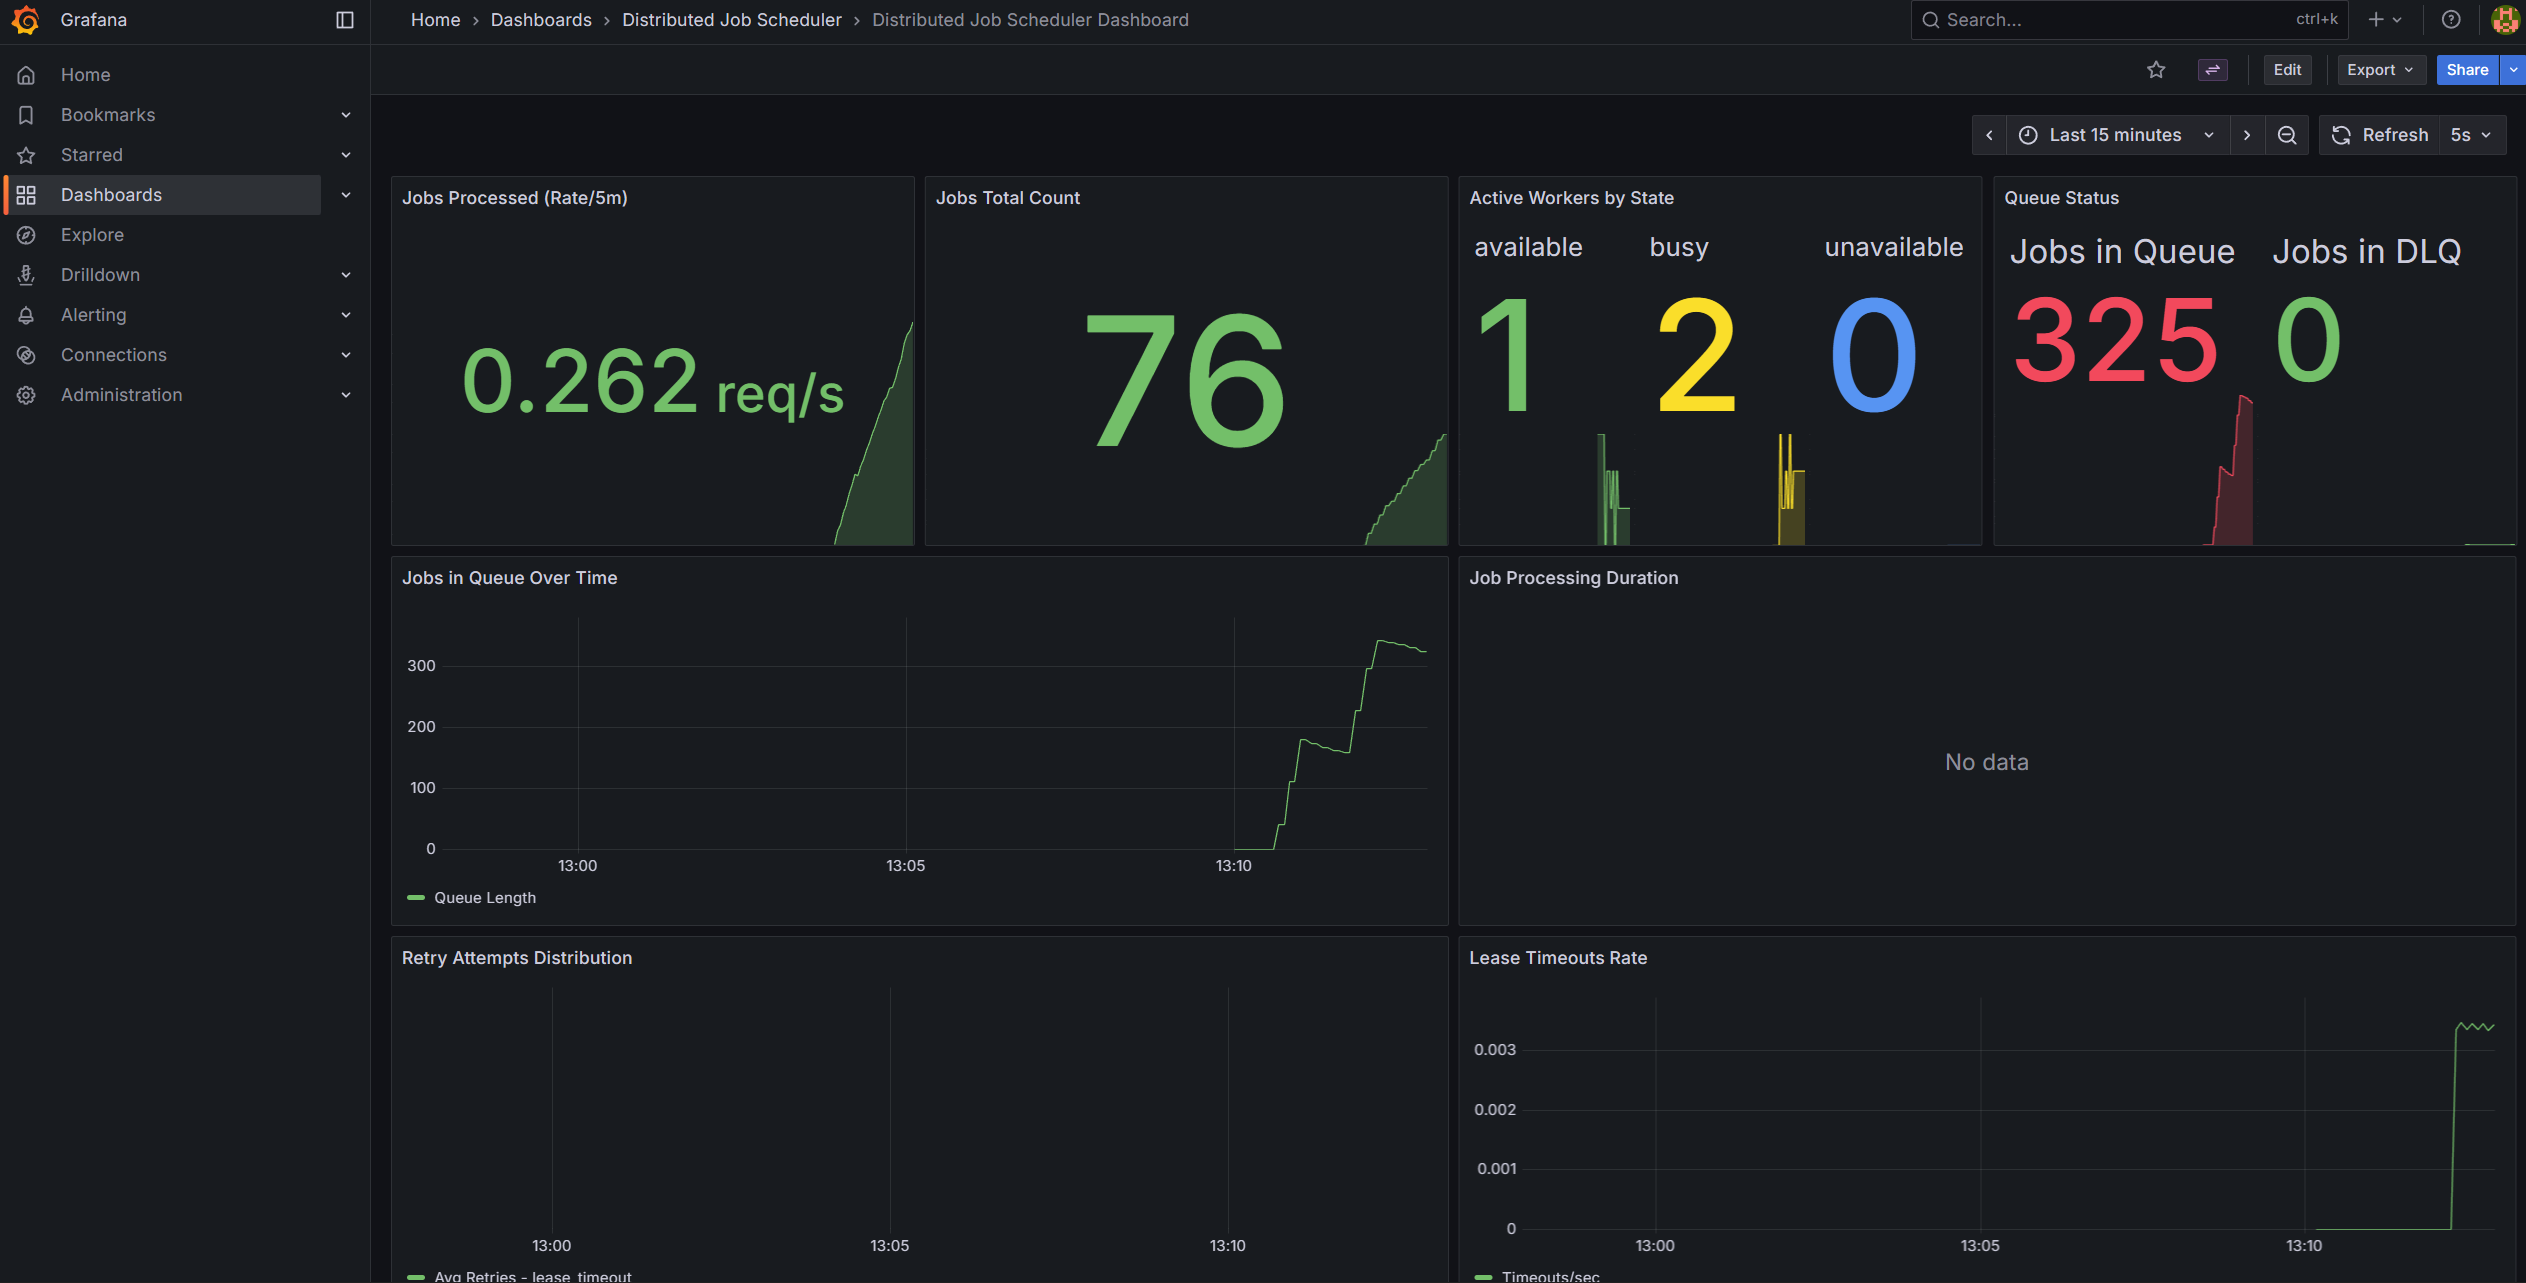 Grafana
Home › Dashboards › Distributed Job Scheduler › Distributed Job Scheduler Dashboard
Search... ctrl+k
Home
Bookmarks
Starred
Dashboards
Explore
Drilldown
Alerting
Connections
Administration
Edit
Export
Share
Last 15 minutes
Refresh
5s
Jobs Processed (Rate/5m)
0.262 req/s
Jobs Total Count
76
Active Workers by State
available busy unavailable
1 2 0
Queue Status
Jobs in Queue Jobs in DLQ
325 0
Jobs in Queue Over Time
300
200
100
0
13:00 13:05 13:10
Queue Length
Job Processing Duration
No data
Retry Attempts Distribution
13:00 13:05 13:10
Avg Retries - lease_timeout
Lease Timeouts Rate
0.003
0.002
0.001
0
13:00 13:05 13:10
Timeouts/sec